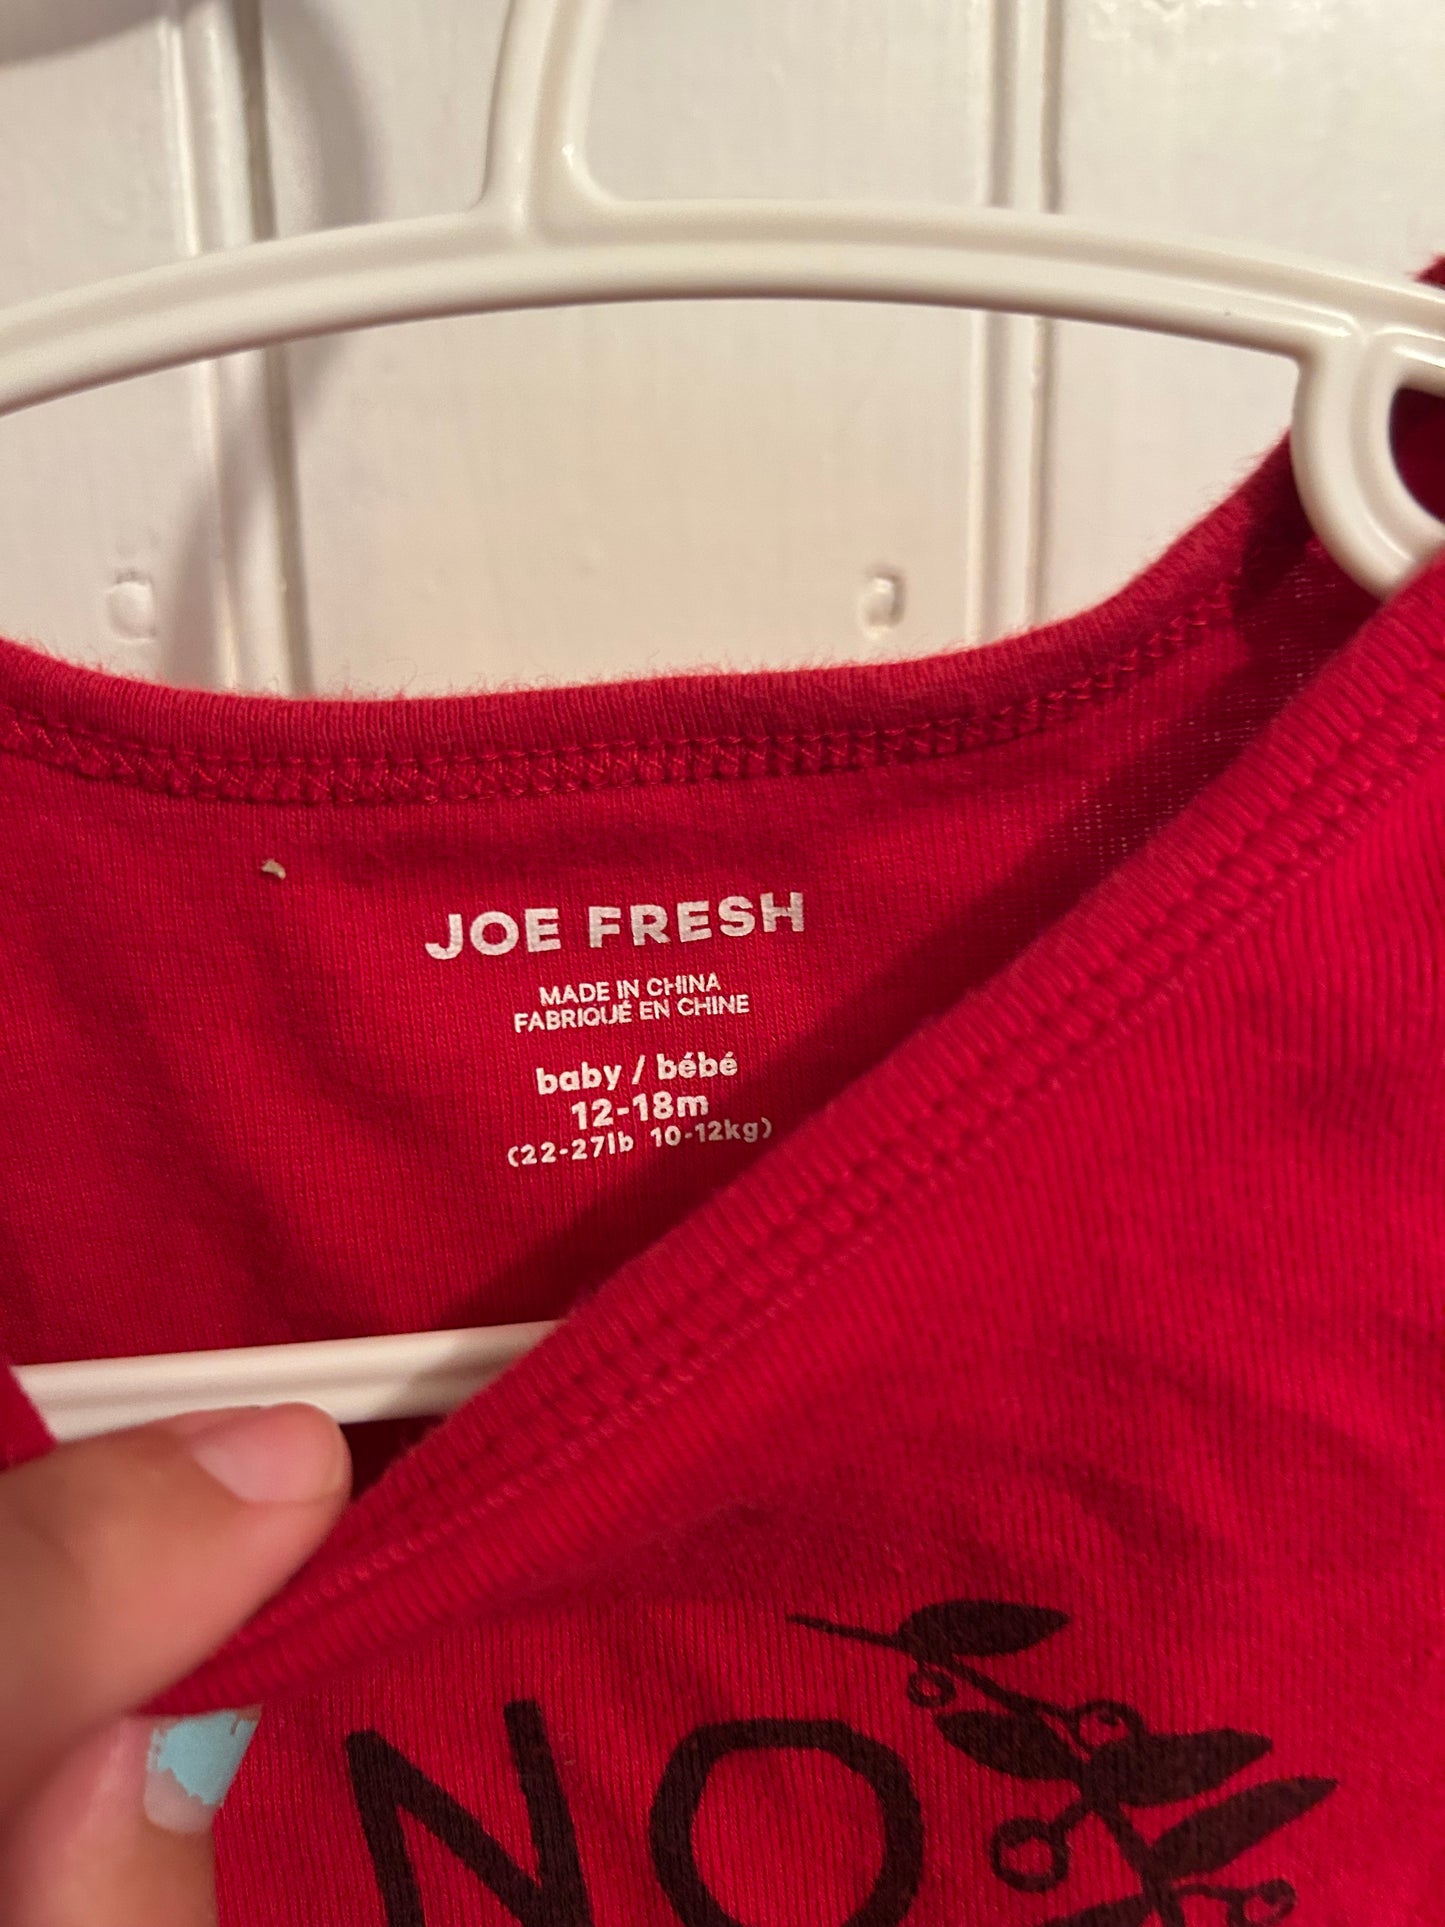 JOE FRESH
MADE IN CHINA
FABRIQUÉ EN CHINE
baby / bébé
12-18m
(22-27lb 10-12kg)
NO